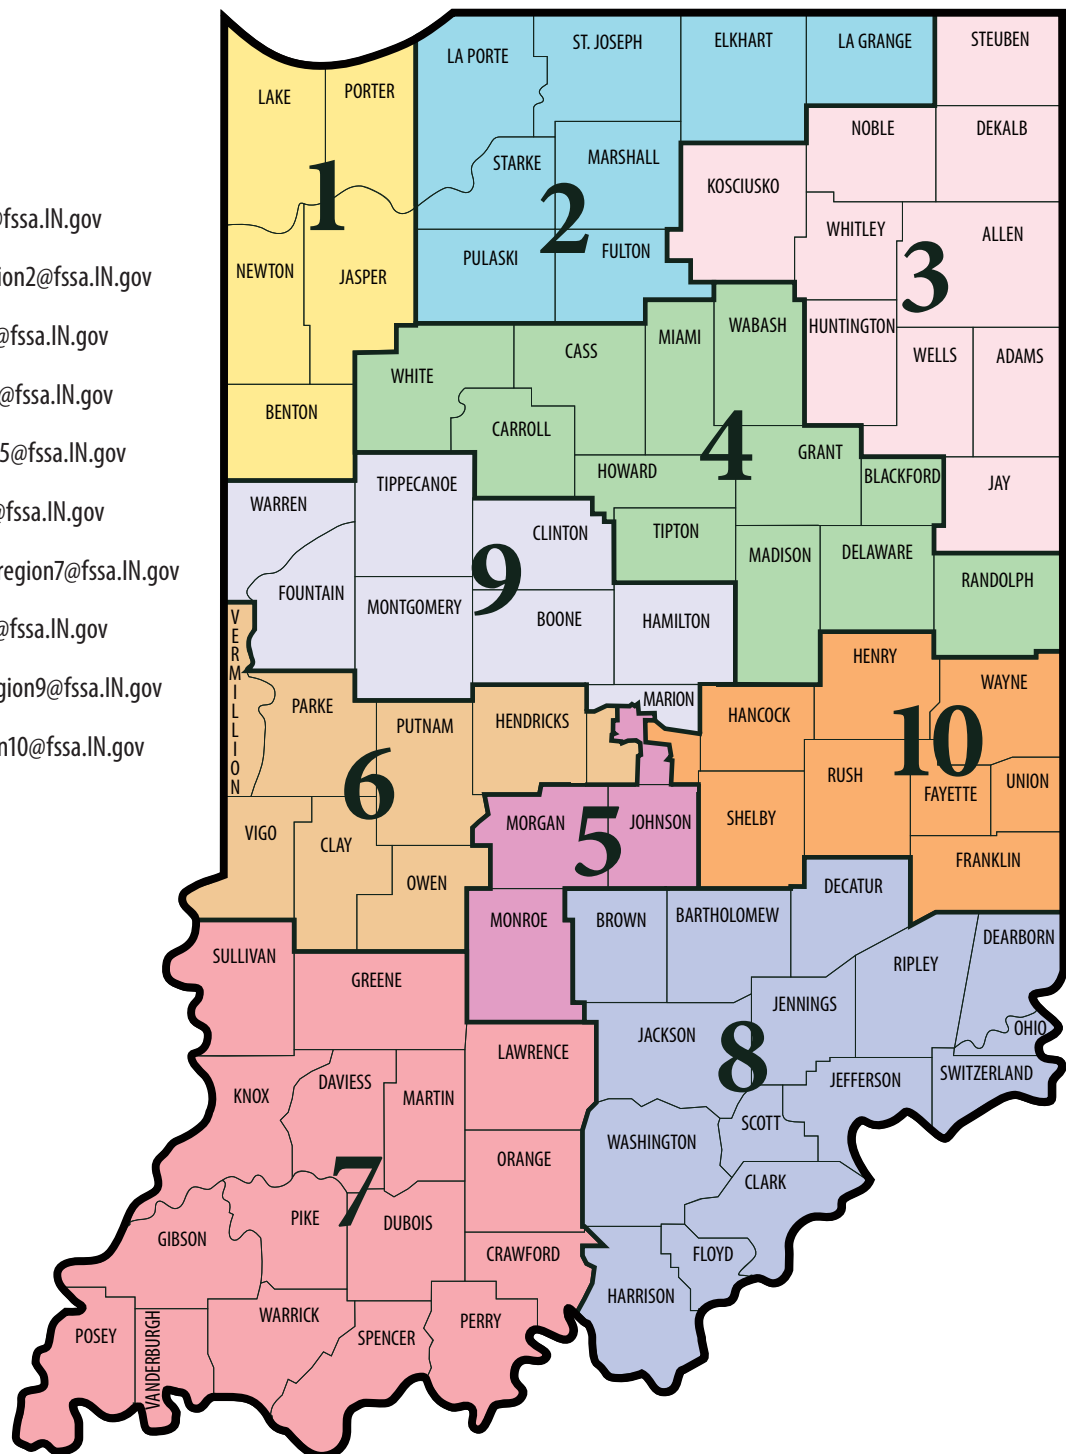 @fssa.IN.gov
ion2@fssa.IN.gov
@fssa.IN.gov
@fssa.IN.gov
5@fssa.IN.gov
@fssa.IN.gov
region7@fssa.IN.gov
@fssa.IN.gov
gion9@fssa.IN.gov
n10@fssa.IN.gov
LAKE
PORTER
1
NEWTON
JASPER
BENTON
LA PORTE
ST. JOSEPH
ELKHART
LA GRANGE
STARKE
MARSHALL
2
PULASKI
FULTON
STEUBEN
NOBLE
DEKALB
KOSCIUSKO
WHITLEY
ALLEN
3
HUNTINGTON
WELLS
ADAMS
JAY
WHITE
CASS
MIAMI
WABASH
CARROLL
HOWARD
4
GRANT
BLACKFORD
TIPTON
MADISON
DELAWARE
RANDOLPH
WARREN
TIPPECANOE
CLINTON
9
FOUNTAIN
MONTGOMERY
BOONE
HAMILTON
MARION
VERMILLION
PARKE
PUTNAM
HENDRICKS
6
VIGO
CLAY
OWEN
MORGAN
5
JOHNSON
MONROE
HENRY
WAYNE
HANCOCK
10
RUSH
FAYETTE
UNION
SHELBY
FRANKLIN
DECATUR
BROWN
BARTHOLOMEW
DEARBORN
RIPLEY
JENNINGS
JACKSON
OHIO
8
JEFFERSON
SWITZERLAND
SCOTT
WASHINGTON
CLARK
FLOYD
HARRISON
SULLIVAN
GREENE
LAWRENCE
KNOX
DAVIESS
MARTIN
ORANGE
7
PIKE
DUBOIS
GIBSON
CRAWFORD
POSEY
VANDERBURGH
WARRICK
SPENCER
PERRY